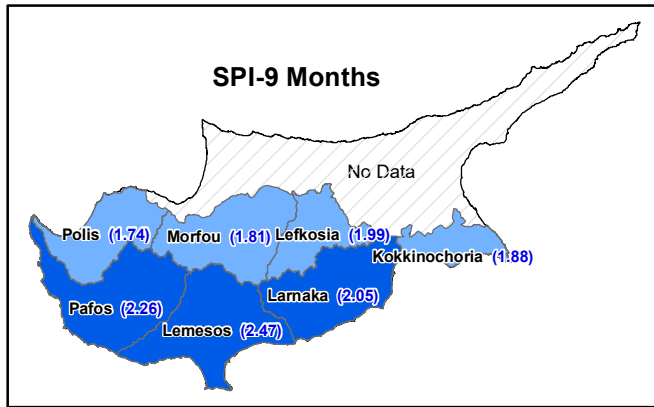 SPI-9 Months
No Data
Polis (1.74)
Morfou (1.81)
Lefkosia (1.99)
Kokkinochoria (1.88)
Pafos (2.26)
Lemesos (2.47)
Larnaka (2.05)